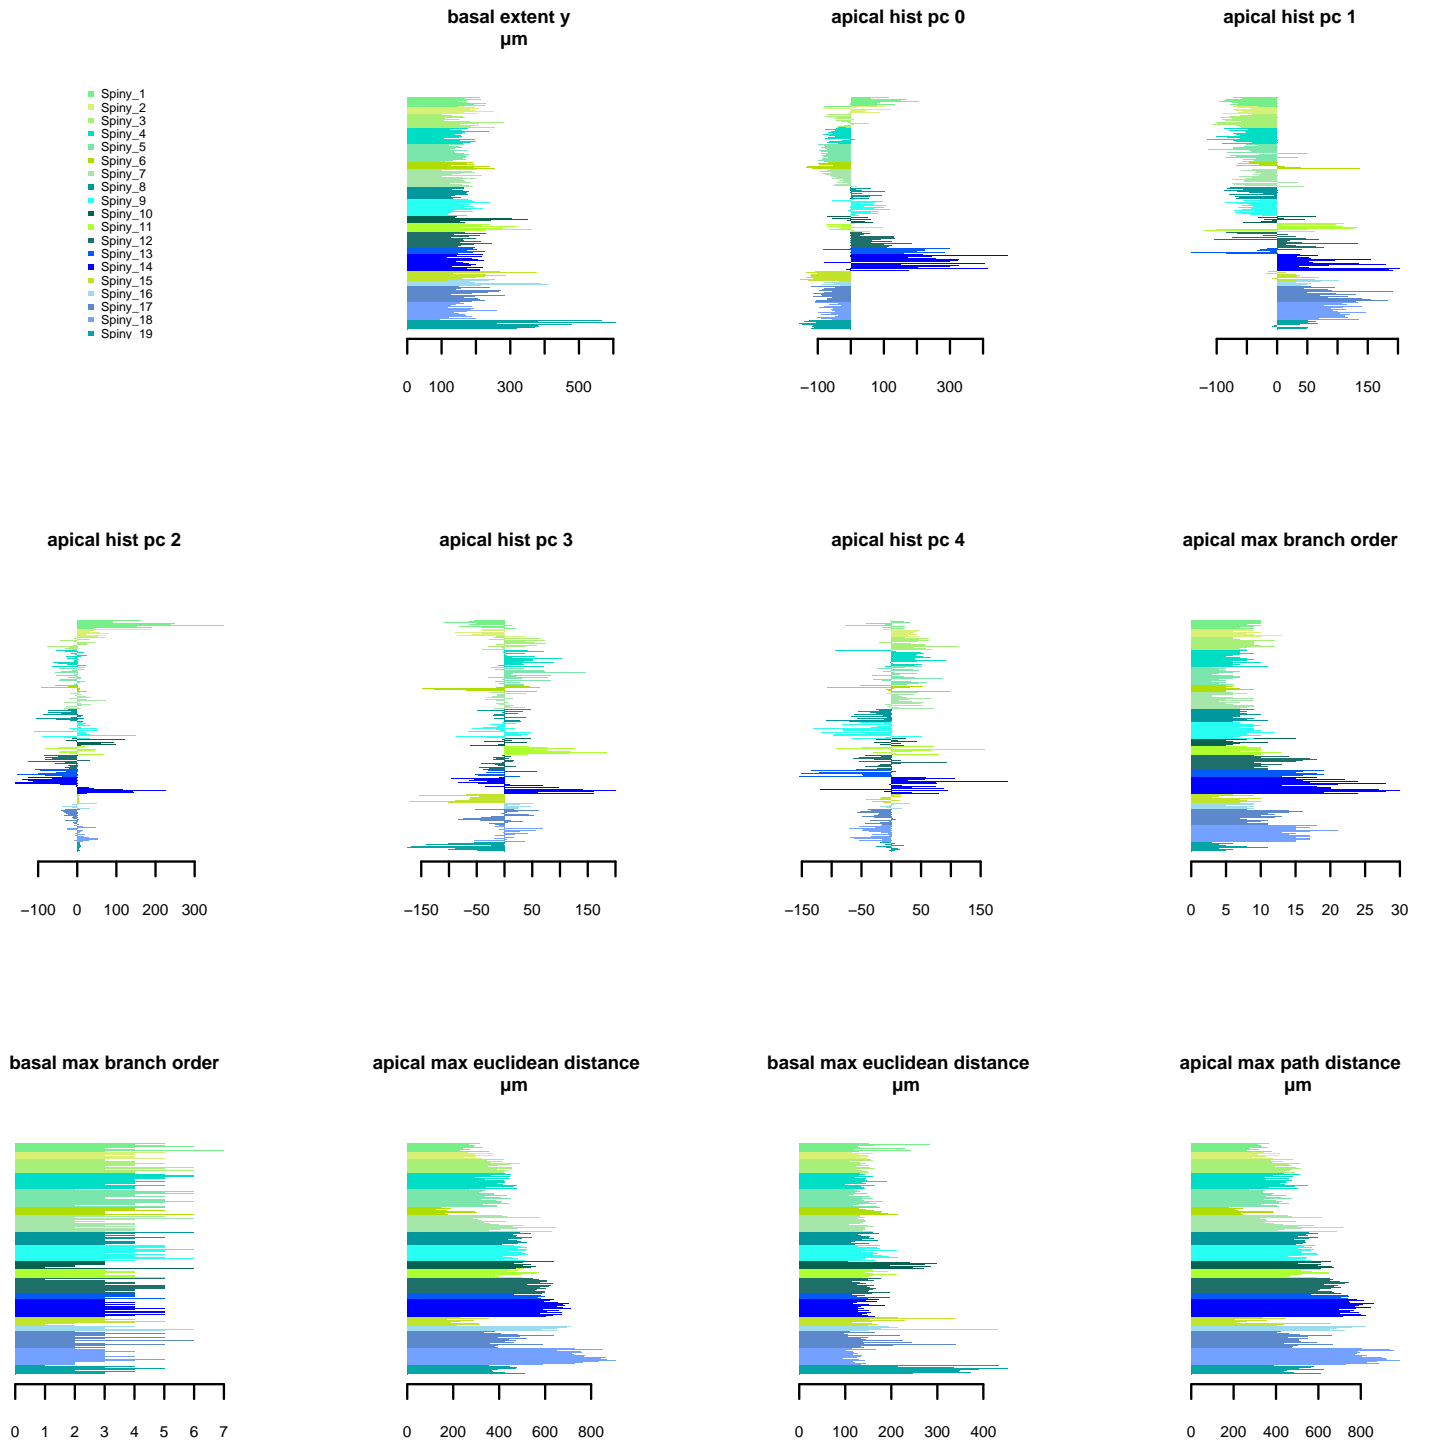 basal extent y
µm
apical hist pc 0
apical hist pc 1
Spiny_1
Spiny_2
Spiny_3
Spiny_4
Spiny_5
Spiny_6
Spiny_7
Spiny_8
Spiny_9
Spiny_10
Spiny_11
Spiny_12
Spiny_13
Spiny_14
Spiny_15
Spiny_16
Spiny_17
Spiny_18
Spiny_19
0 100 300 500
−100 100 300
−100 0 50 150
apical hist pc 2
apical hist pc 3
apical hist pc 4
apical max branch order
−100 0 100 200 300
−150 −50 50 150
−150 −50 50 150
0 5 10 15 20 25 30
basal max branch order
apical max euclidean distance
µm
basal max euclidean distance
µm
apical max path distance
µm
0 1 2 3 4 5 6 7
0 200 400 600 800
0 100 200 300 400
0 200 400 600 800